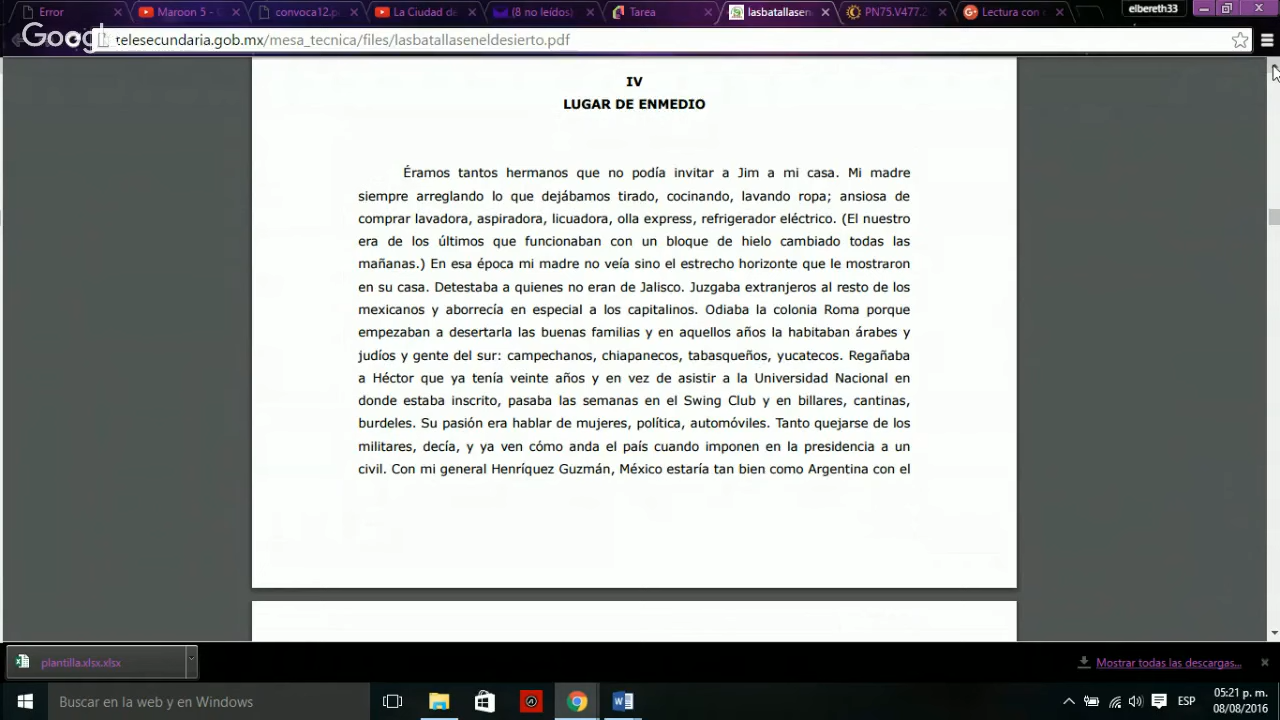 Error
Maroon 5 -
convoca12.p
La Ciudad de
(8 no leídos)
Tarea
lasbatallasen
PN75.V477.2
Lectura con
elbereth33
Google
telesecundaria.gob.mx/mesa_tecnica/files/lasbatallaseneldesierto.pdf
IV
LUGAR DE ENMEDIO
Éramos tantos hermanos que no podía invitar a Jim a mi casa. Mi madre
siempre arreglando lo que dejábamos tirado, cocinando, lavando ropa; ansiosa de
comprar lavadora, aspiradora, licuadora, olla express, refrigerador eléctrico. (El nuestro
era de los últimos que funcionaban con un bloque de hielo cambiado todas las
mañanas.) En esa época mi madre no veía sino el estrecho horizonte que le mostraron
en su casa. Detestaba a quienes no eran de Jalisco. Juzgaba extranjeros al resto de los
mexicanos y aborrecía en especial a los capitalinos. Odiaba la colonia Roma porque
empezaban a desertarla las buenas familias y en aquellos años la habitaban árabes y
judíos y gente del sur: campechanos, chiapanecos, tabasqueños, yucatecos. Regañaba
a Héctor que ya tenía veinte años y en vez de asistir a la Universidad Nacional en
donde estaba inscrito, pasaba las semanas en el Swing Club y en billares, cantinas,
burdeles. Su pasión era hablar de mujeres, política, automóviles. Tanto quejarse de los
militares, decía, y ya ven cómo anda el país cuando imponen en la presidencia a un
civil. Con mi general Henríquez Guzmán, México estaría tan bien como Argentina con el
plantilla.xlsx.xlsx
Mostrar todas las descargas...
Buscar en la web y en Windows
ESP
05:21 p. m.
08/08/2016